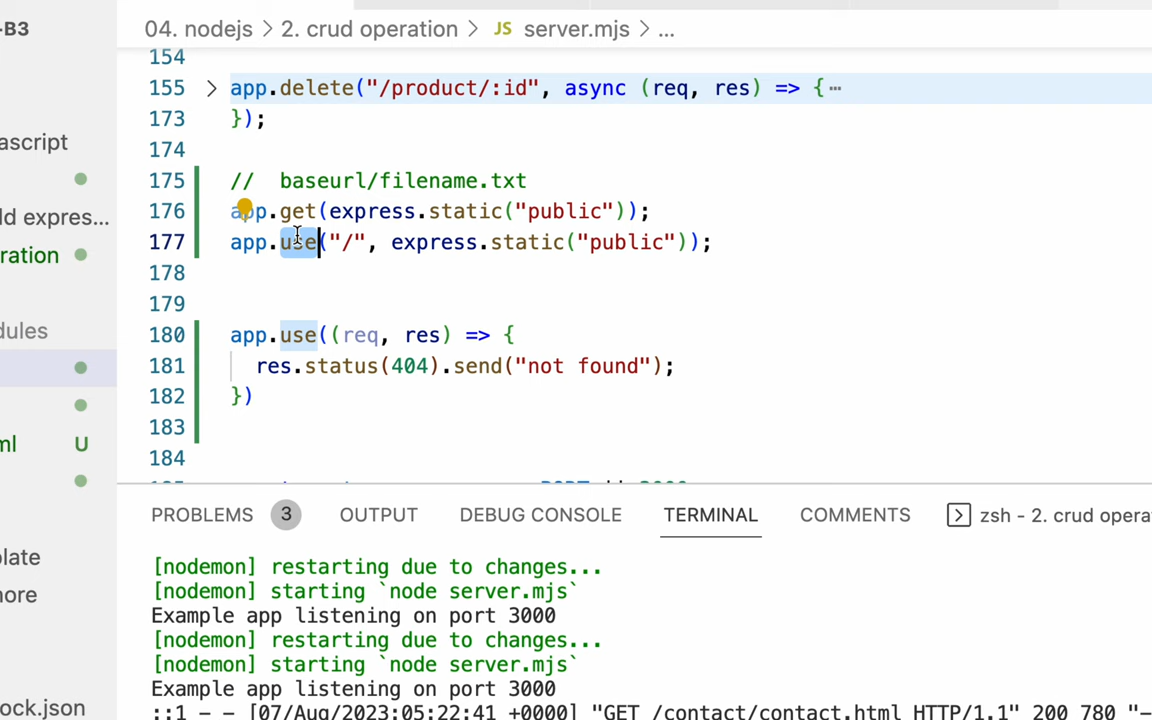 -B3
04. nodejs > 2. crud operation > JS server.mjs > ...
154
155 > app.delete("/product/:id", async (req, res) => {…
173 });
ascript
174
175 // baseurl/filename.txt
176 app.get(express.static("public"));
ld expres...
177 app.use("/", express.static("public"));
ration
178
179
dules
180 app.use((req, res) => {
181 res.status(404).send("not found");
182 })
183
ml U
184
PROBLEMS 3 OUTPUT DEBUG CONSOLE TERMINAL COMMENTS zsh - 2. crud opera
plate
[nodemon] restarting due to changes...
[nodemon] starting `node server.mjs`
nore
Example app listening on port 3000
[nodemon] restarting due to changes...
[nodemon] starting `node server.mjs`
Example app listening on port 3000
ock.json
::1 - - [07/Aug/2023:05:22:41 +0000] "GET /contact/contact.html HTTP/1.1" 200 780 "-